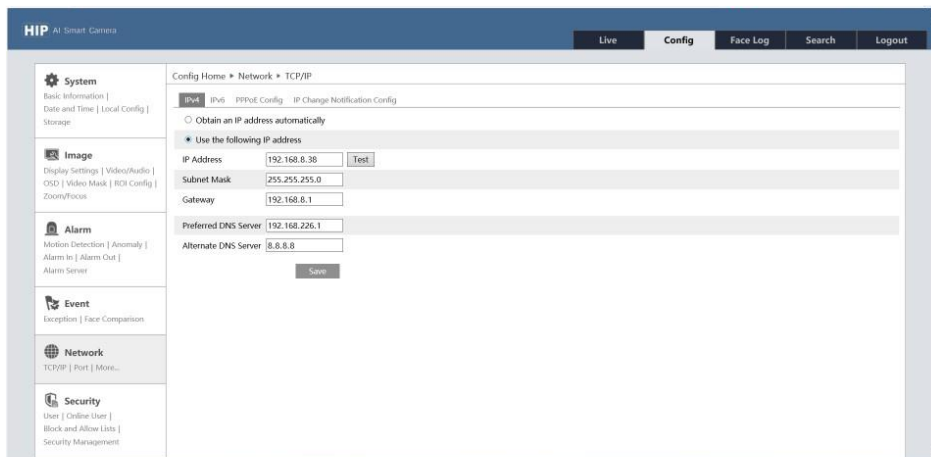 HIP AI Smart Camera
Live Config Face Log Search Logout
System
Basic Information |
Date and Time | Local Config |
Storage
Image
Display Settings | Video/Audio |
OSD | Video Mask | ROI Config |
Zoom/Focus
Alarm
Motion Detection | Anomaly |
Alarm In | Alarm Out |
Alarm Server
Event
Exception | Face Comparison
Network
TCP/IP | Port | More...
Security
User | Online User |
Block and Allow Lists |
Security Management
Config Home ▸ Network ▸ TCP/IP
IPv4 IPv6 PPPoE Config IP Change Notification Config
Obtain an IP address automatically
Use the following IP address
IP Address 192.168.8.38 Test
Subnet Mask 255.255.255.0
Gateway 192.168.8.1
Preferred DNS Server 192.168.226.1
Alternate DNS Server 8.8.8.8
Save